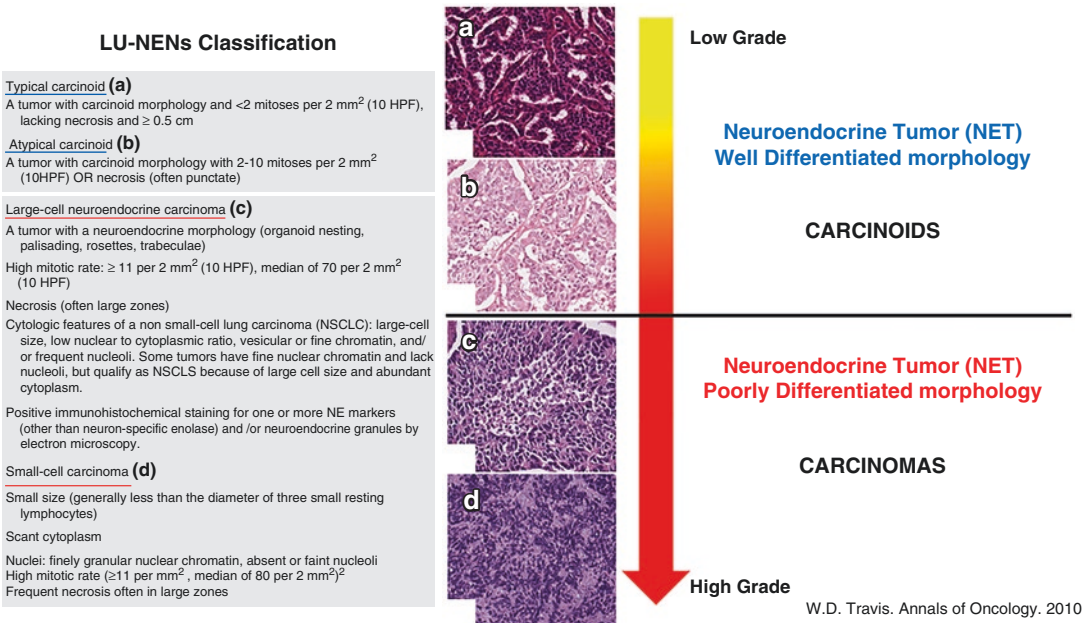 LU-NENs Classification
Typical carcinoid (a)
A tumor with carcinoid morphology and <2 mitoses per 2 mm² (10 HPF),
lacking necrosis and ≥ 0.5 cm
Atypical carcinoid (b)
A tumor with carcinoid morphology with 2-10 mitoses per 2 mm²
(10HPF) OR necrosis (often punctate)
Large-cell neuroendocrine carcinoma (c)
A tumor with a neuroendocrine morphology (organoid nesting,
palisading, rosettes, trabeculae)
High mitotic rate: ≥ 11 per 2 mm² (10 HPF), median of 70 per 2 mm²
(10 HPF)
Necrosis (often large zones)
Cytologic features of a non small-cell lung carcinoma (NSCLC): large-cell
size, low nuclear to cytoplasmic ratio, vesicular or fine chromatin, and/
or frequent nucleoli. Some tumors have fine nuclear chromatin and lack
nucleoli, but qualify as NSCLS because of large cell size and abundant
cytoplasm.
Positive immunohistochemical staining for one or more NE markers
(other than neuron-specific enolase) and /or neuroendocrine granules by
electron microscopy.
Small-cell carcinoma (d)
Small size (generally less than the diameter of three small resting
lymphocytes)
Scant cytoplasm
Nuclei: finely granular nuclear chromatin, absent or faint nucleoli
High mitotic rate (≥11 per mm² , median of 80 per 2 mm²)²
Frequent necrosis often in large zones
a
b
c
d
Low Grade
Neuroendocrine Tumor (NET)
Well Differentiated morphology
CARCINOIDS
Neuroendocrine Tumor (NET)
Poorly Differentiated morphology
CARCINOMAS
High Grade
W.D. Travis. Annals of Oncology. 2010